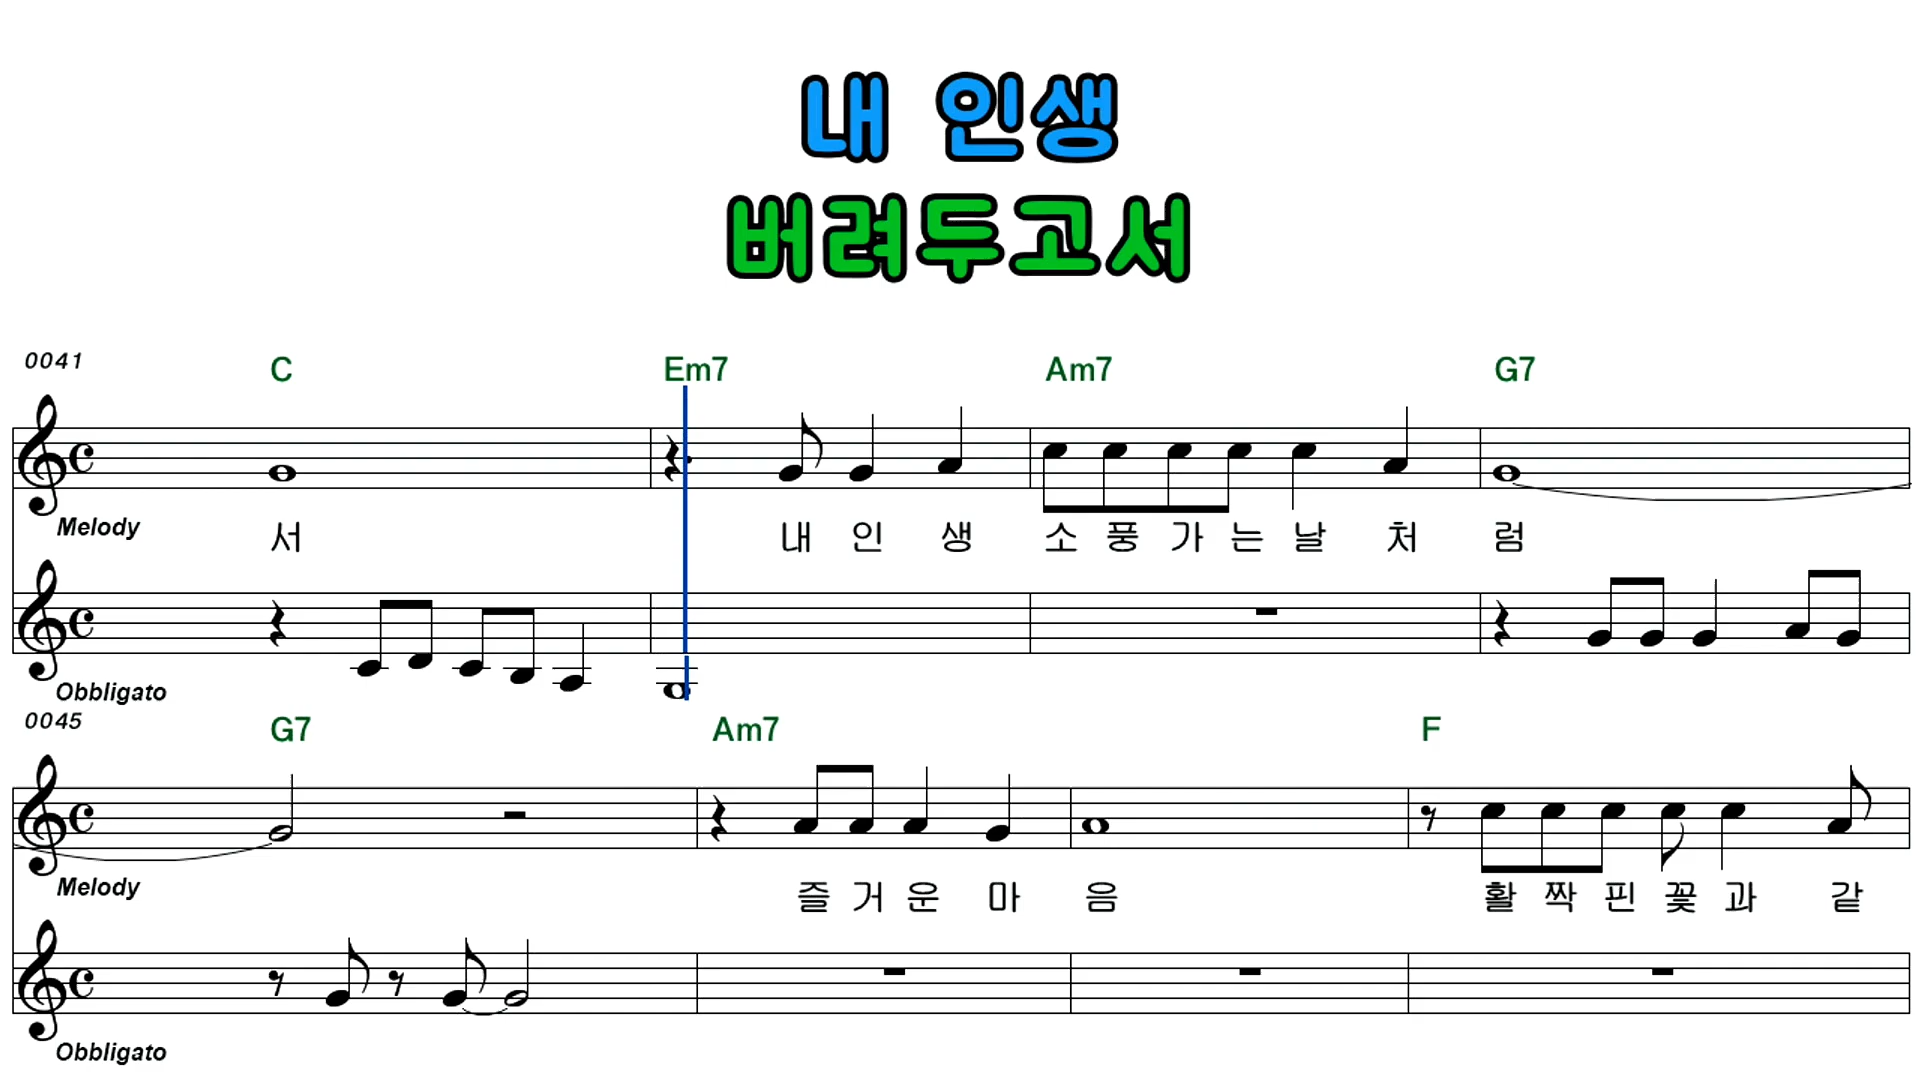 내 인생
버려두고서
0041
C Em7 Am7 G7
Melody
서 내 인 생 소 풍 가 는 날 처 럼
Obbligato
0045
G7 Am7 F
Melody
즐 거 운 마 음 활 짝 핀 꽃 과 같
Obbligato